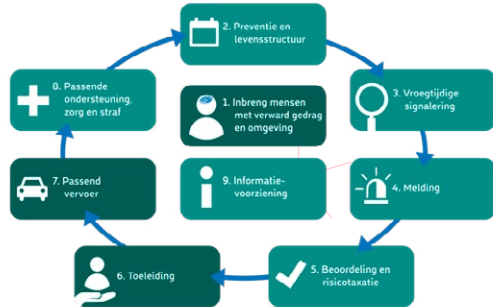 2. Preventie en
levensstructuur
8. Passende
ondersteuning,
zorg en straf
1. Inbreng mensen
met verward gedrag
en omgeving
3. Vroegtijdige
signalering
7. Passend
vervoer
9. Informatie-
voorziening
4. Melding
6. Toeleiding
5. Beoordeling en
risicotaxatie